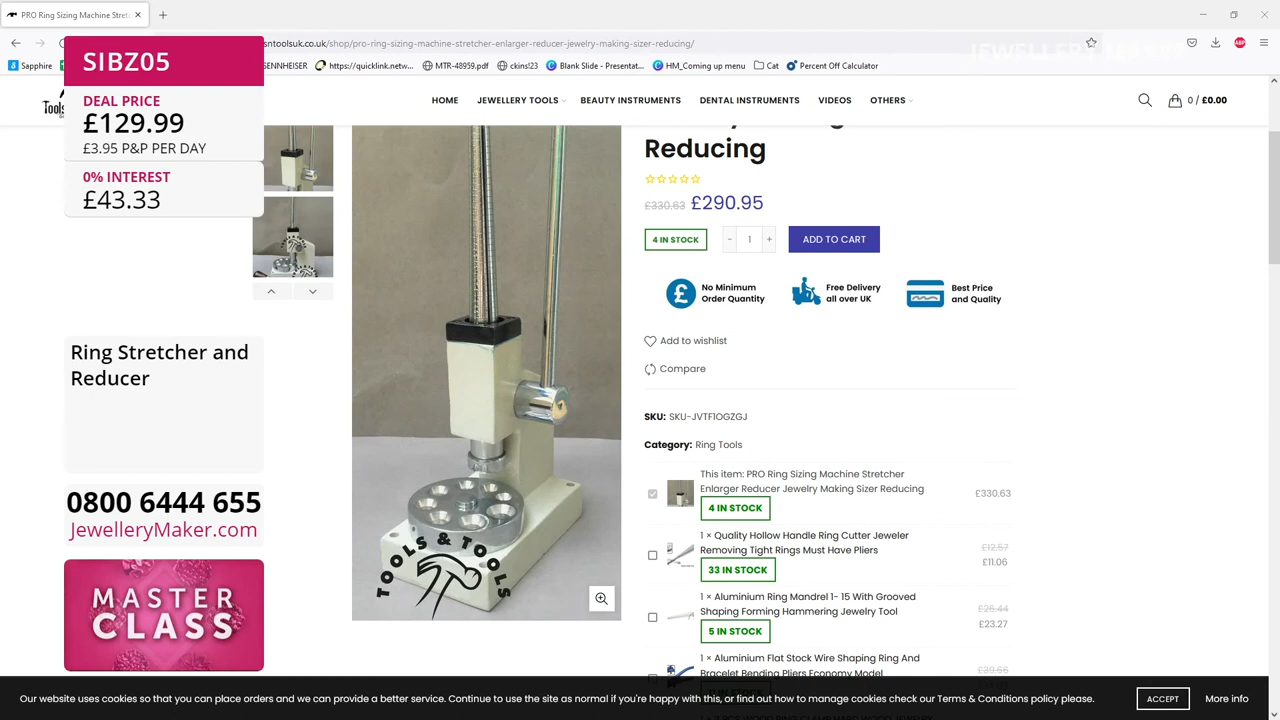 PRO Ring Sizing Machine Stret
SIBZ05
DEAL PRICE
£129.99
£3.95 P&P PER DAY
0% INTEREST
£43.33
Ring Stretcher and
Reducer
0800 6444 655
JewelleryMaker.com
MASTER
CLASS
sntoolsuk.co.uk/shop/pro-ring-sizing-machine-stretcher-enlarger-reducer-jewelry-making-sizer-reducing/
ABP
Sapphire
SENNHEISER
https://quicklink.netw...
MTR-48959.pdf
ckins!23
Blank Slide - Presentat...
HM_Coming up menu
Cat
Percent Off Calculator
Tools
HOME
JEWELLERY TOOLS
BEAUTY INSTRUMENTS
DENTAL INSTRUMENTS
VIDEOS
OTHERS
0 / £0.00
Reducing
£330.63 £290.95
4 IN STOCK
- 1 +
ADD TO CART
No Minimum
Order Quantity
Free Delivery
all over UK
Best Price
and Quality
Add to wishlist
Compare
SKU: SKU-JVTF1OGZGJ
Category: Ring Tools
This item: PRO Ring Sizing Machine Stretcher
Enlarger Reducer Jewelry Making Sizer Reducing
£330.63
4 IN STOCK
1 × Quality Hollow Handle Ring Cutter Jeweler
Removing Tight Rings Must Have Pliers
£12.57
£11.06
33 IN STOCK
1 × Aluminium Ring Mandrel 1- 15 With Grooved
Shaping Forming Hammering Jewelry Tool
£26.44
£23.27
5 IN STOCK
1 × Aluminium Flat Stock Wire Shaping Ring And
Bracelet Bending Pliers Economy Model
£39.66
TOOLS & TOOLS
Our website uses cookies so that you can place orders and we can provide a better service. Continue to use the site as normal if you're happy with this, or find out how to manage cookies check our Terms & Conditions policy please.
ACCEPT
More info